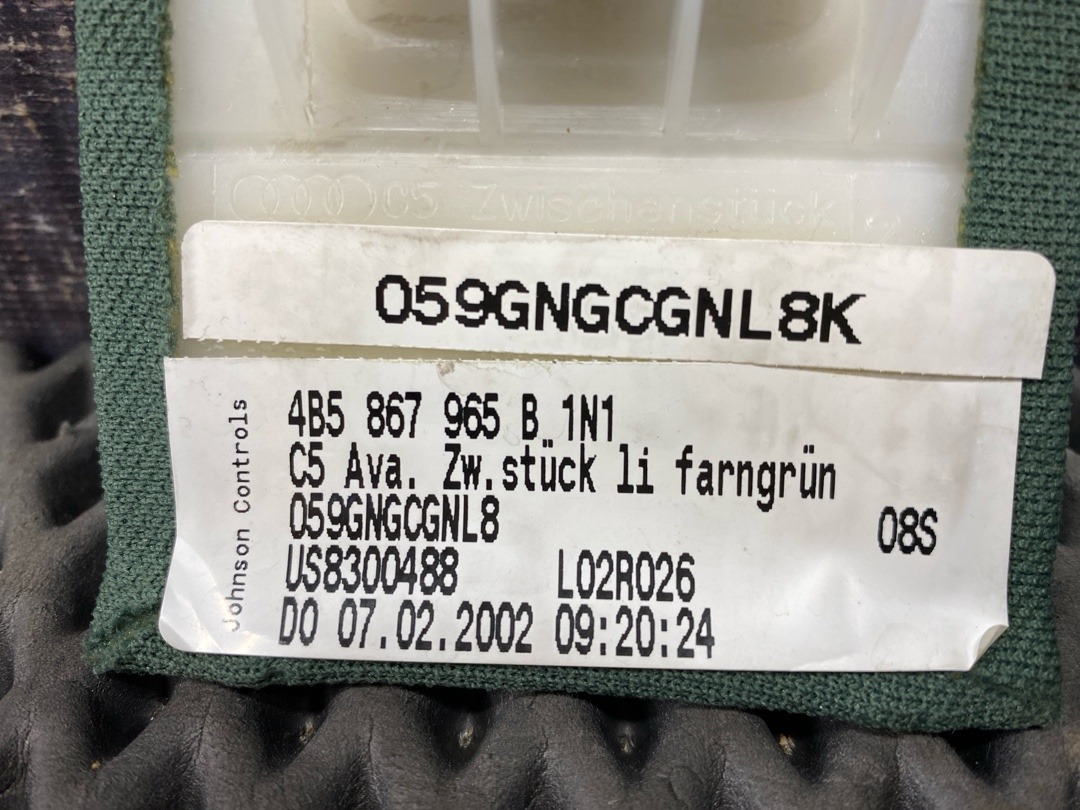 C5 Zwischenstück
059GNGCGNL8K
Johnson Controls
4B5 867 965 B 1N1
C5 Ava. Zw.stück li farngrün
059GNGCGNL8
08S
US8300488 L02R026
DO 07.02.2002 09:20:24